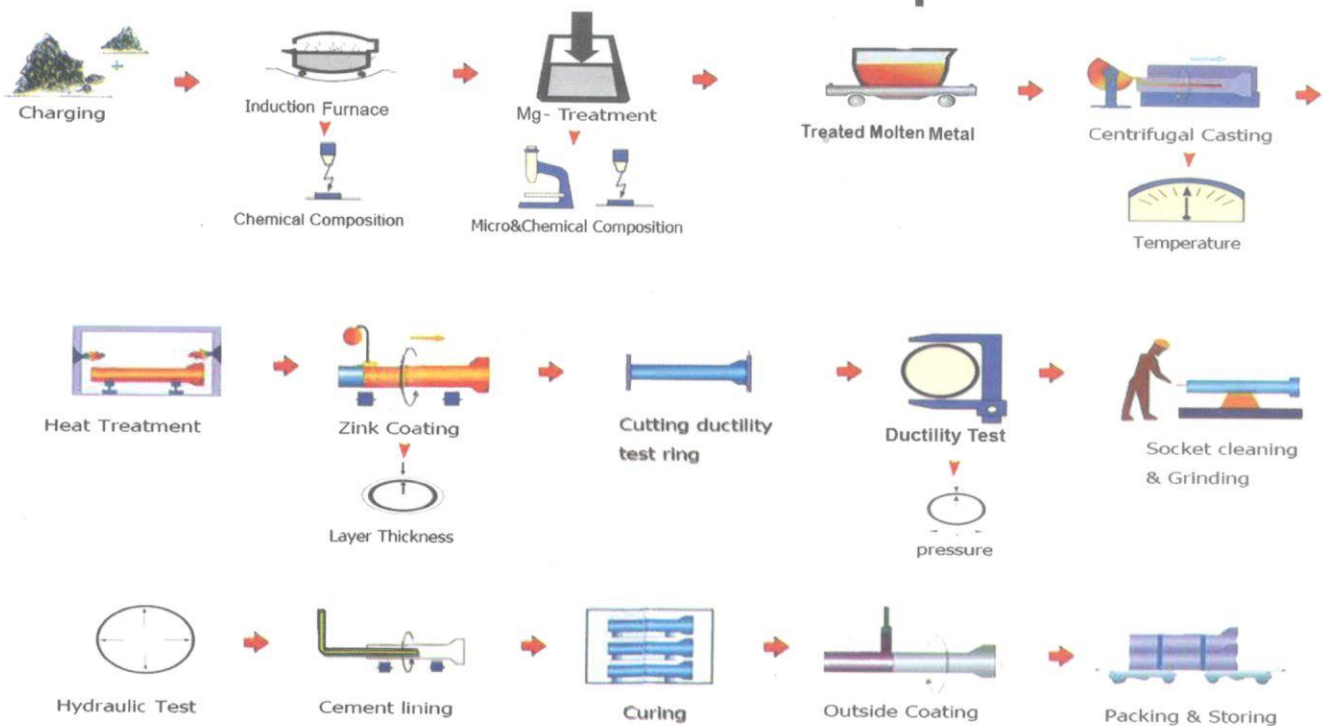 Charging
+
Induction Furnace
Mg- Treatment
Treated Molten Metal
Centrifugal Casting
Chemical Composition
Micro&Chemical Composition
Temperature
Heat Treatment
Zink Coating
Cutting ductility
test ring
Ductility Test
Socket cleaning
& Grinding
Layer Thickness
pressure
Hydraulic Test
Cement lining
Curing
Outside Coating
Packing & Storing